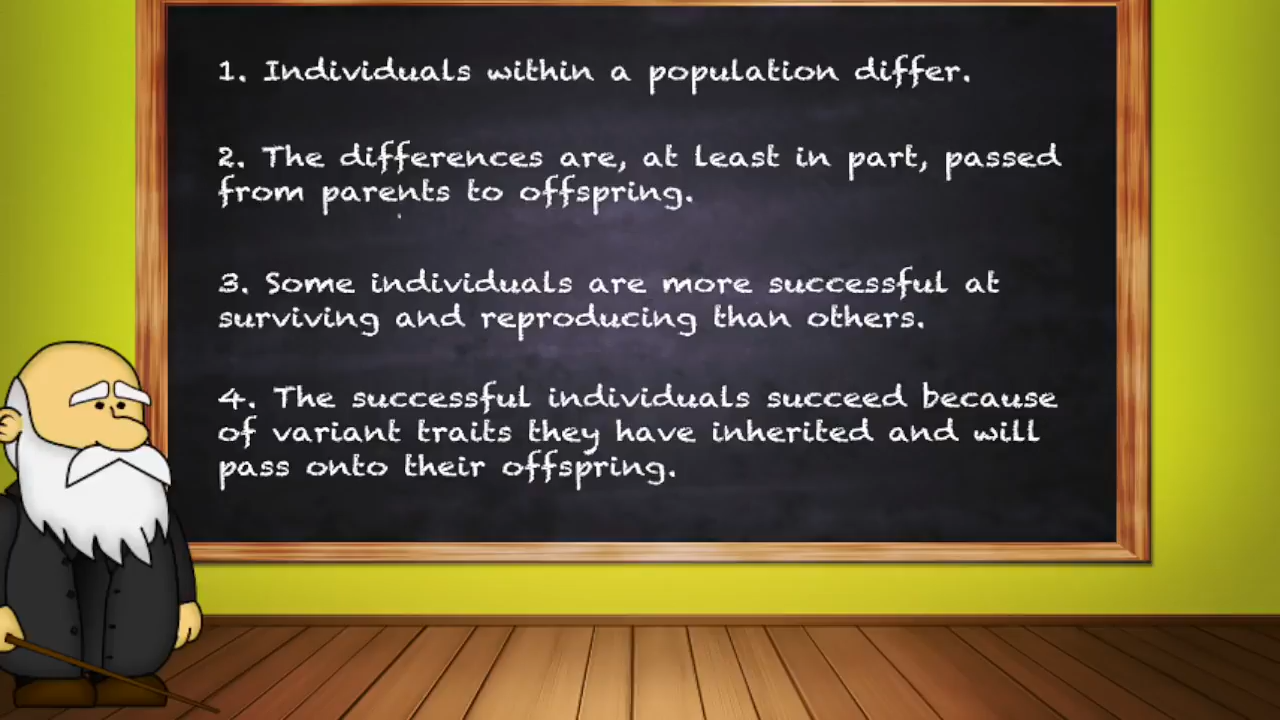 1. Individuals within a population differ.
2. The differences are, at least in part, passed
from parents to offspring.
3. Some individuals are more successful at
surviving and reproducing than others.
4. The successful individuals succeed because
of variant traits they have inherited and will
pass onto their offspring.